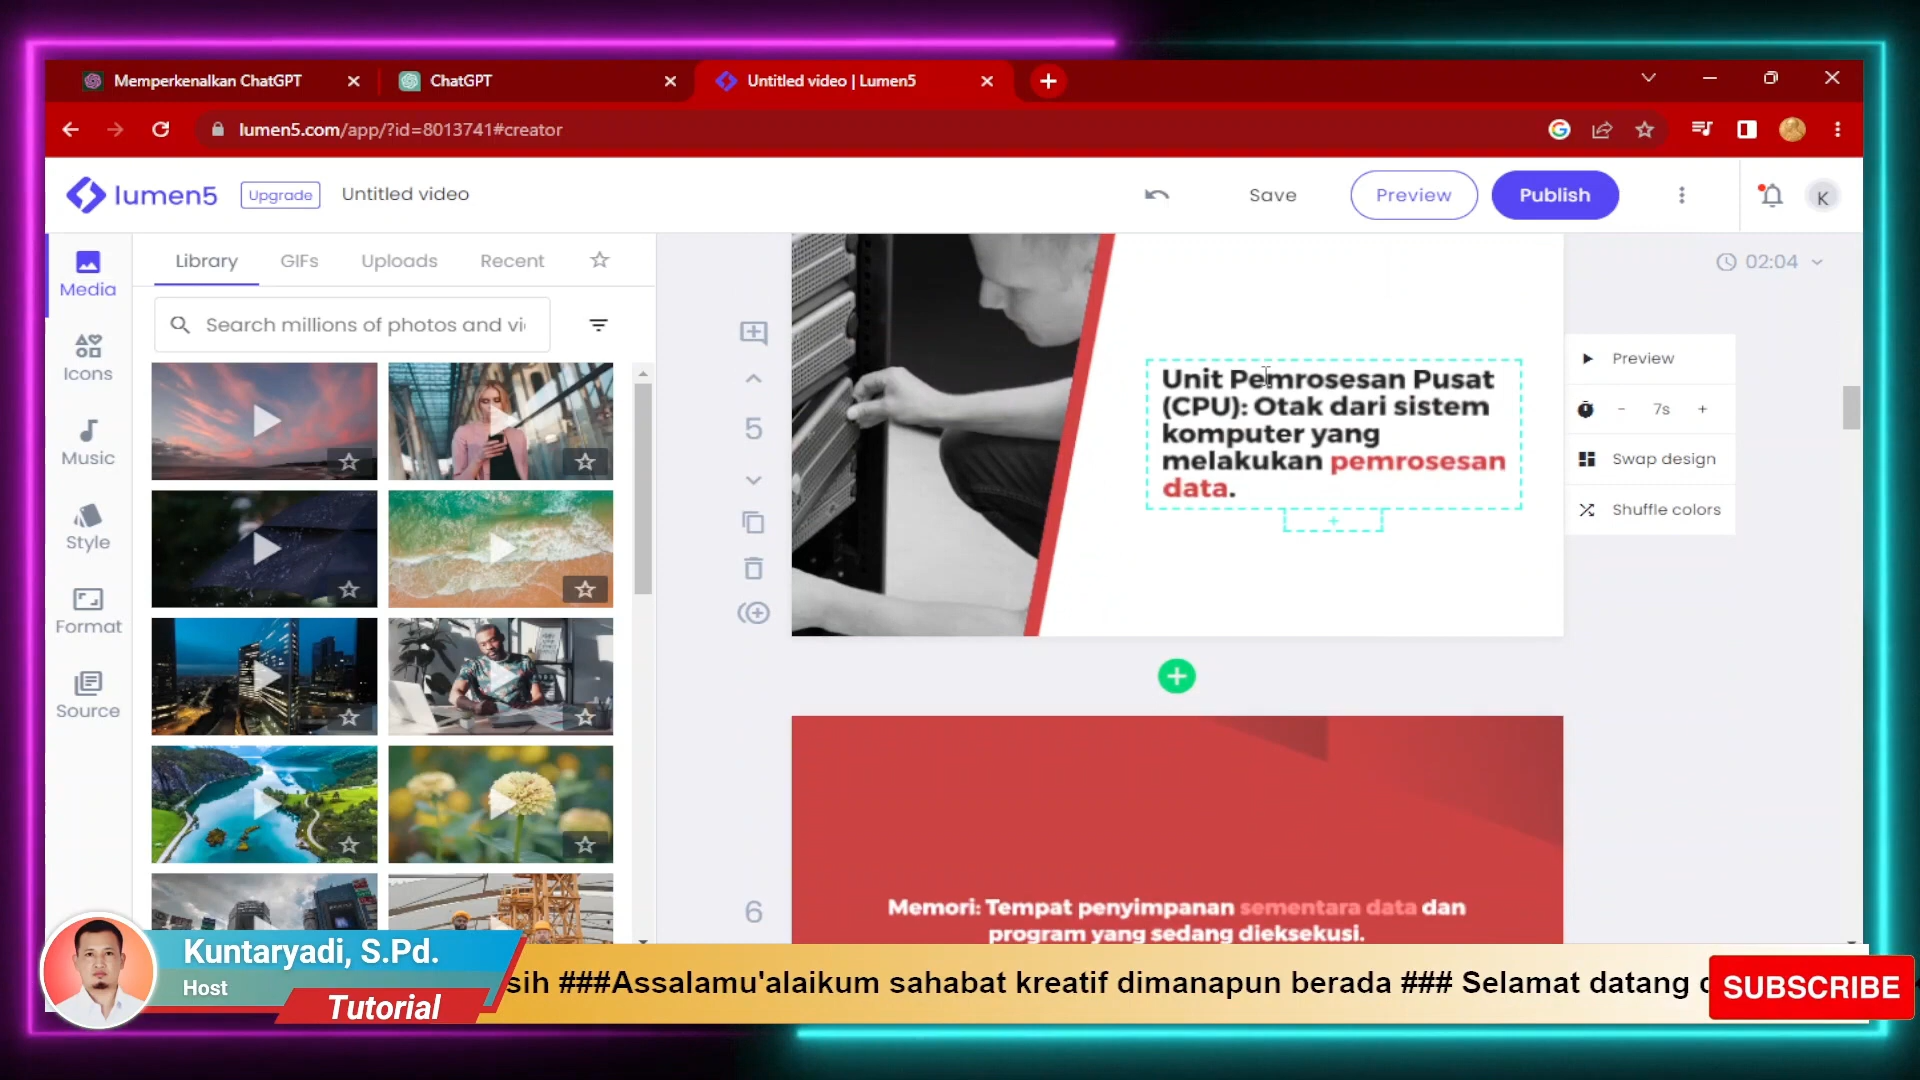 Memperkenalkan ChatGPT
ChatGPT
Untitled video | Lumen5
lumen5.com/app/?id=8013741#creator
lumen5
Upgrade
Untitled video
Save
Preview
Publish
K
Media
Icons
Music
Style
Format
Source
Library
GIFs
Uploads
Recent
Search millions of photos and vi
5
Unit Pemrosesan Pusat
(CPU): Otak dari sistem
komputer yang
melakukan pemrosesan
data.
02:04
Preview
- 7s +
Swap design
Shuffle colors
6
Memori: Tempat penyimpanan sementara data dan
program yang sedang dieksekusi.
Kuntaryadi, S.Pd.
Host
Tutorial
sih ###Assalamu'alaikum sahabat kreatif dimanapun berada ### Selamat datang
SUBSCRIBE